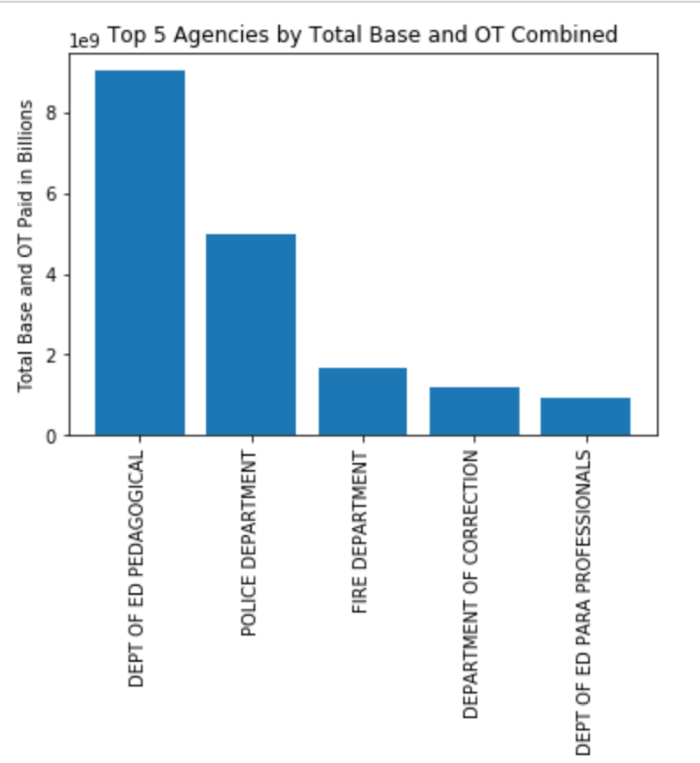 1e9 Top 5 Agencies by Total Base and OT Combined
Total Base and OT Paid in Billions
8
6
4
2
0
DEPT OF ED PEDAGOGICAL
POLICE DEPARTMENT
FIRE DEPARTMENT
DEPARTMENT OF CORRECTION
DEPT OF ED PARA PROFESSIONALS